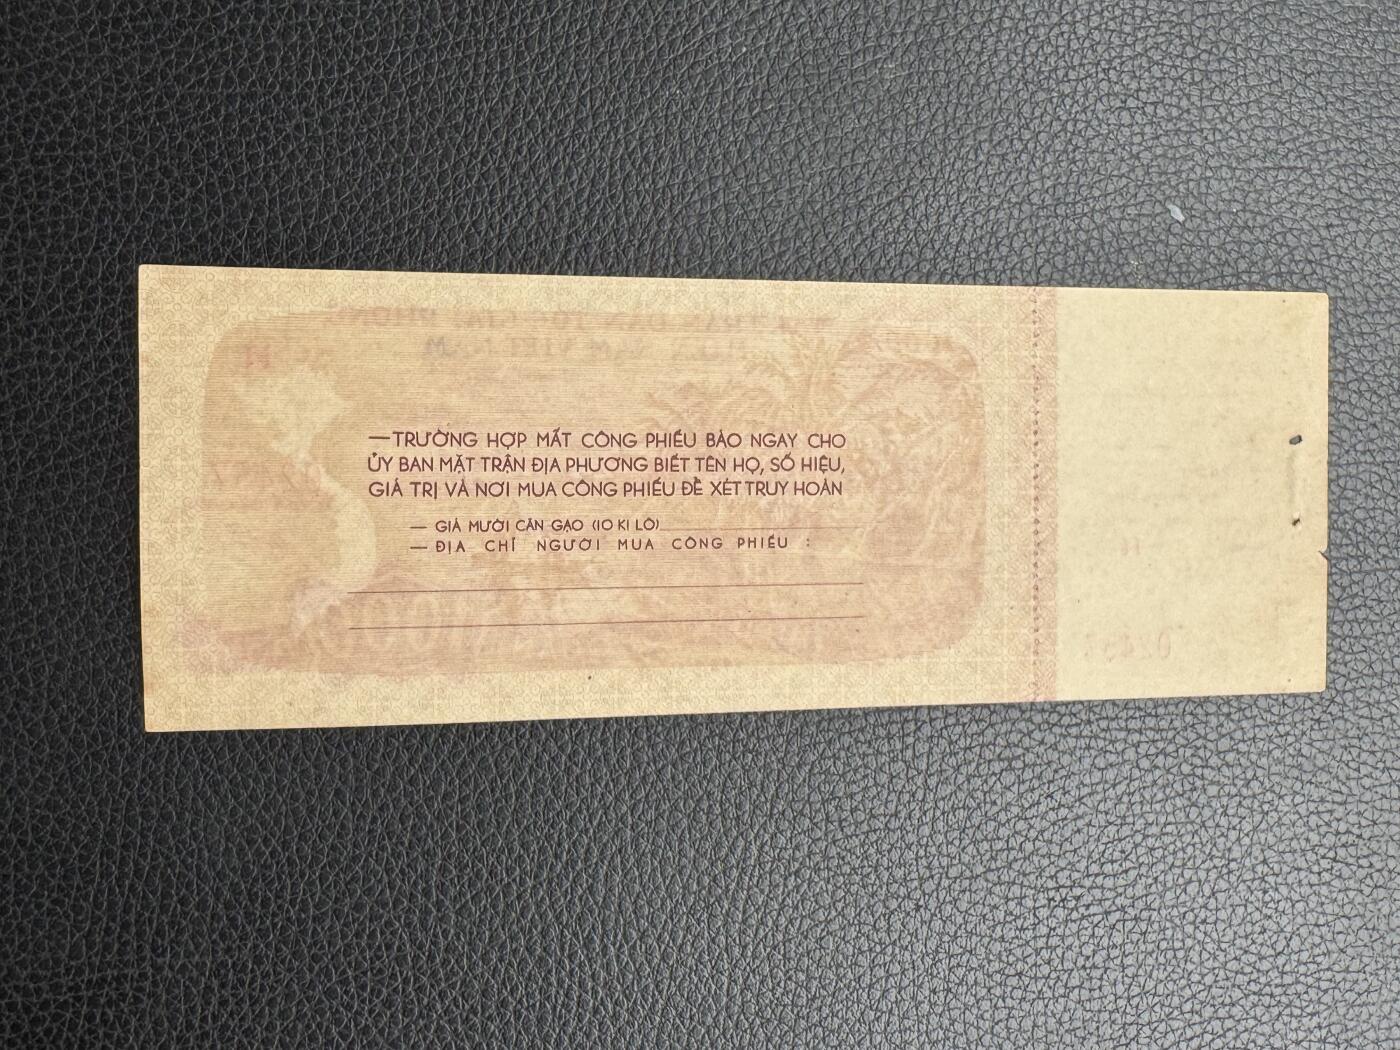 —TRƯỜNG HỢP MẤT CÔNG PHIẾU BÁO NGAY CHO
ỦY BAN MẶT TRẬN ĐỊA PHƯƠNG BIẾT TÊN HỌ, SỐ HIỆU,
GIÁ TRỊ VÀ NƠI MUA CÔNG PHIẾU ĐỂ XÉT TRUY HOÀN
— GIÁ MƯỜI CÂN GẠO (10 KI LÔ)
— ĐỊA CHỈ NGƯỜI MUA CÔNG PHIẾU :